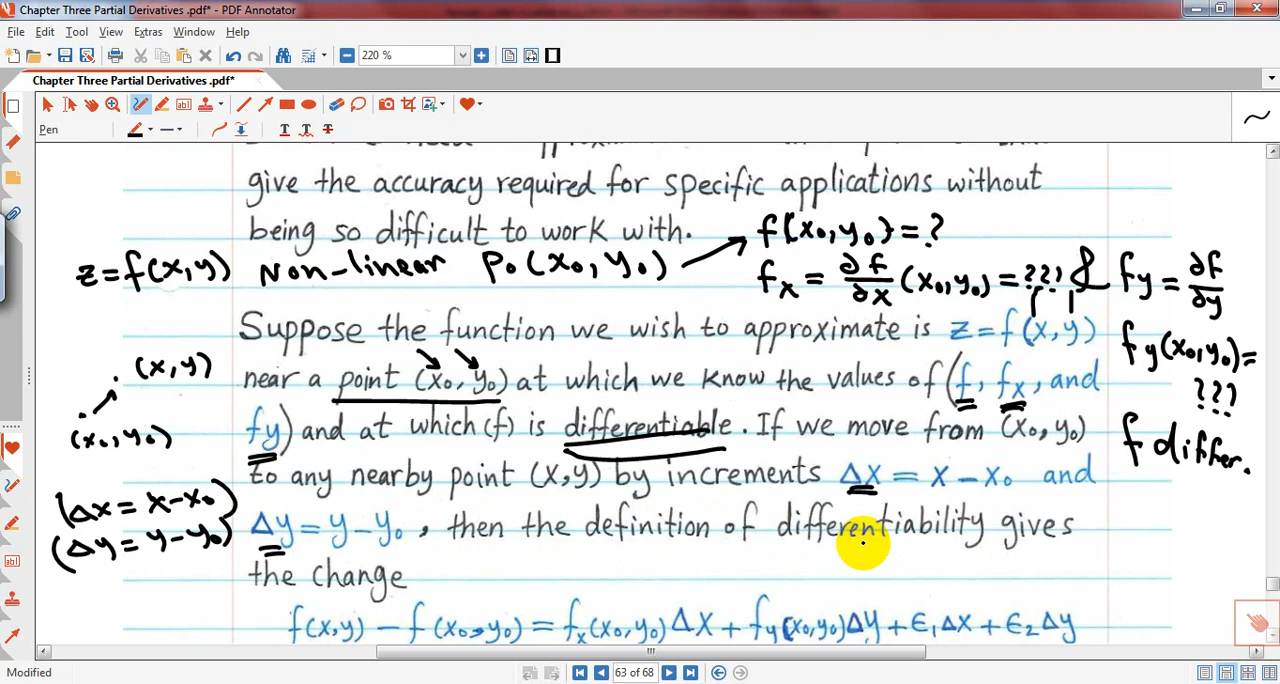 Chapter Three Partial Derivatives .pdf* - PDF Annotator
File Edit Tool View Extras Window Help
220 %
Chapter Three Partial Derivatives .pdf*
Pen
give the accuracy required for specific applications without
being so difficult to work with.
f(x₀,y₀)=?
z=f(x,y) Non-linear P₀(x₀,y₀)
fx = ∂f/∂x (x₀,y₀)=??? & fy = ∂f/∂y
Suppose the function we wish to approximate is z=f(x,y)
fy(x₀,y₀)=
???
(x,y)
near a point (x₀,y₀) at which we know the values of (f, fx, and
(x₀,y₀)
fy) and at which (f) is differentiable. If we move from (x₀,y₀)
f differ.
to any nearby point (x,y) by increments Δx = x-x₀ and
(Δx = x-x₀)
(Δy = y-y₀)
Δy = y-y₀, then the definition of differentiability gives
the change
f(x,y) - f(x₀,y₀) = fx(x₀,y₀)Δx + fy(x₀,y₀)Δy + ϵ₁Δx + ϵ₂Δy
Modified
63 of 68